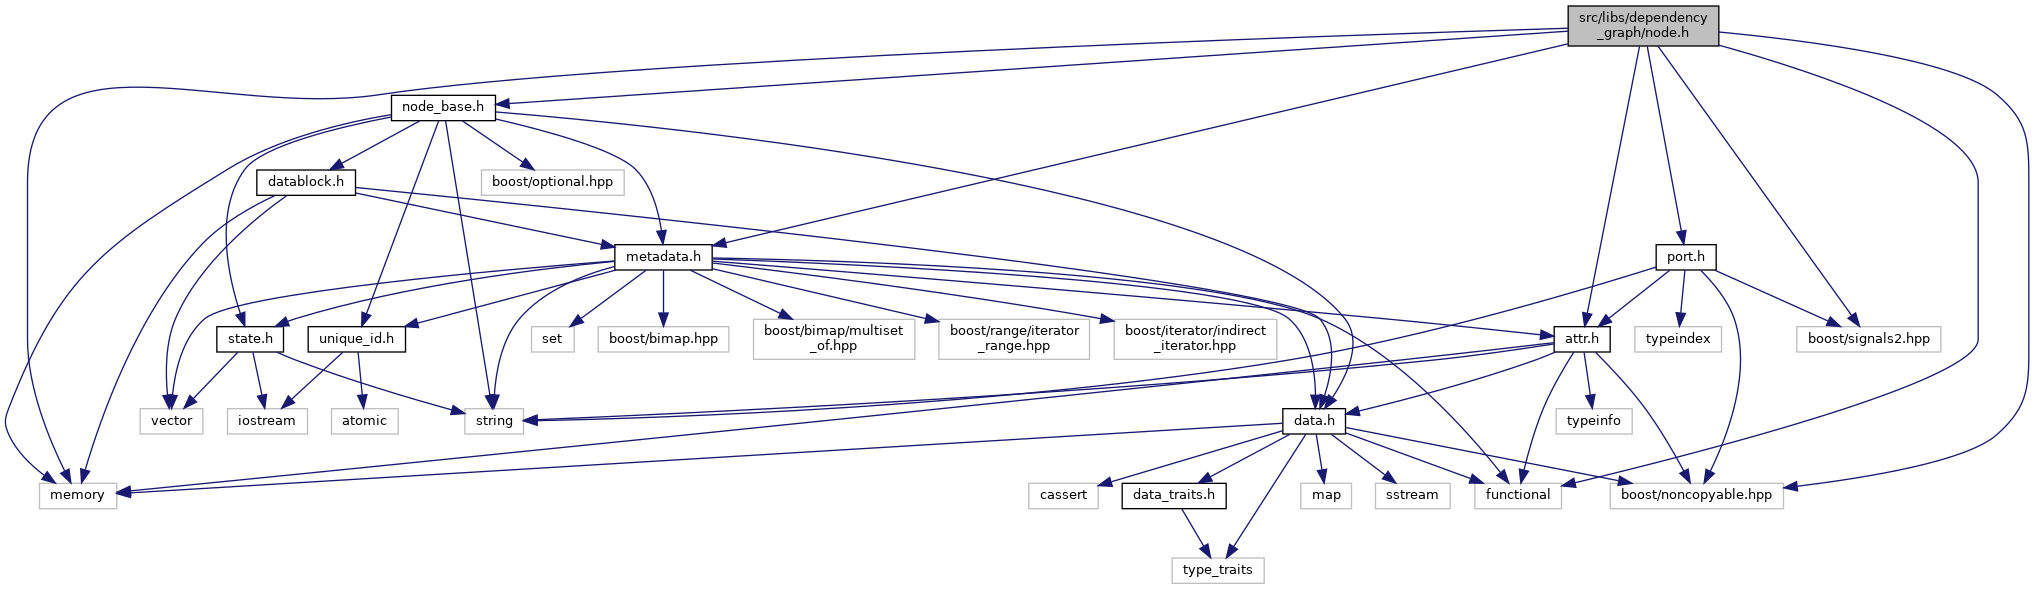 src/libs/dependency
_graph/node.h
node_base.h
datablock.h
boost/optional.hpp
metadata.h
port.h
state.h
unique_id.h
set
boost/bimap.hpp
boost/bimap/multiset
_of.hpp
boost/range/iterator
_range.hpp
boost/iterator/indirect
_iterator.hpp
attr.h
typeindex
boost/signals2.hpp
vector
iostream
atomic
string
data.h
typeinfo
memory
cassert
data_traits.h
map
sstream
functional
boost/noncopyable.hpp
type_traits